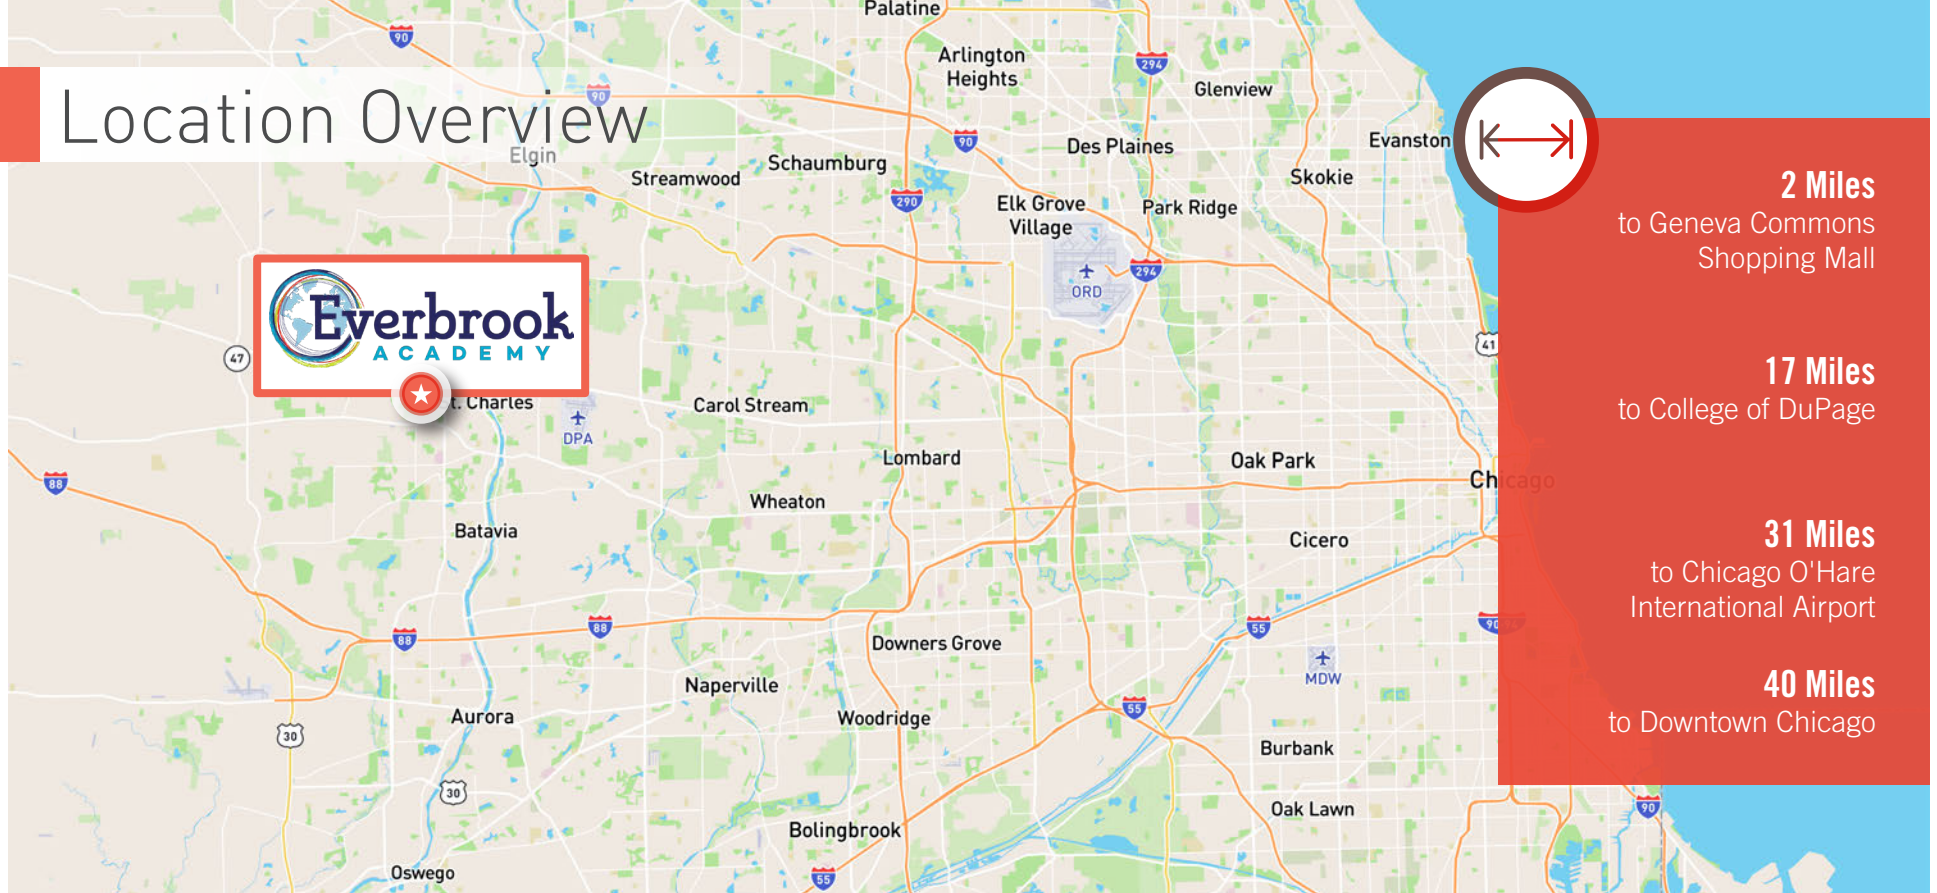 Location Overview
Palatine
90
Arlington
Heights
294
Glenview
90
Elgin
90
Des Plaines
Evanston
Schaumburg
Streamwood
Skokie
290
Elk Grove
Village
Park Ridge
294
ORD
Everbrook
ACADEMY
47
41
t. Charles
DPA
Carol Stream
Lombard
Oak Park
88
Chicago
Wheaton
Batavia
Cicero
88
88
55
90
Downers Grove
MDW
Naperville
Aurora
Woodridge
55
30
Burbank
30
Oak Lawn
90
Bolingbrook
Oswego
55
2 Miles
to Geneva Commons
Shopping Mall
17 Miles
to College of DuPage
31 Miles
to Chicago O'Hare
International Airport
40 Miles
to Downtown Chicago